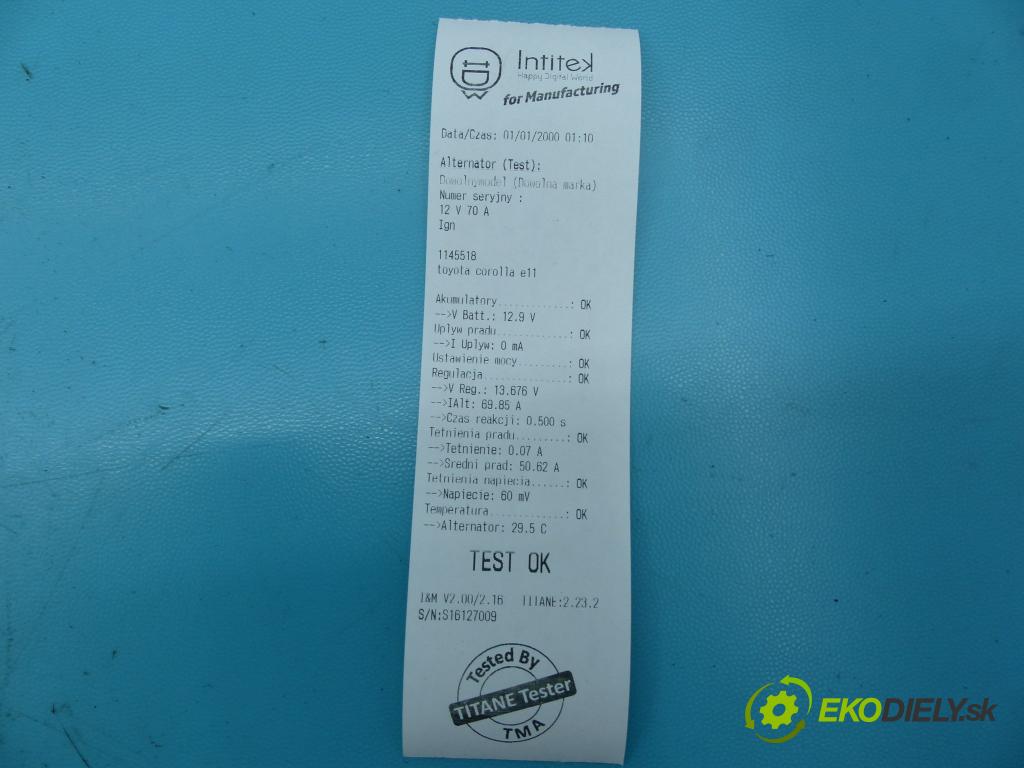 Intitek
Happy Digital World
for Manufacturing
Data/Czas: 01/01/2000 01:10
Alternator (Test):
Dowolnymodel (Dowolna marka)
Numer seryjny :
12 V 70 A
Ign
1145518
toyota corolla e11
Akumulatory............: OK
-->V Batt.: 12.9 V
Uplyw pradu............: OK
-->I Uplyw: 0 mA
Ustawienie mocy........: OK
Regulacja..............: OK
-->V Reg.: 13.676 V
-->IAlt: 69.85 A
-->Czas reakcji: 0.500 s
Tetnienia pradu.........: OK
-->Tetnienie: 0.07 A
-->Sredni prad: 50.62 A
Tetnienia napiecia......: OK
-->Napiecie: 60 mV
Temperatura.............: OK
-->Alternator: 29.5 C
TEST OK
I&M V2.00/2.16 TITANE:2.23.2
S/N:S16127009
Tested By
TITANE Tester
TMA
EKODIELY.sk